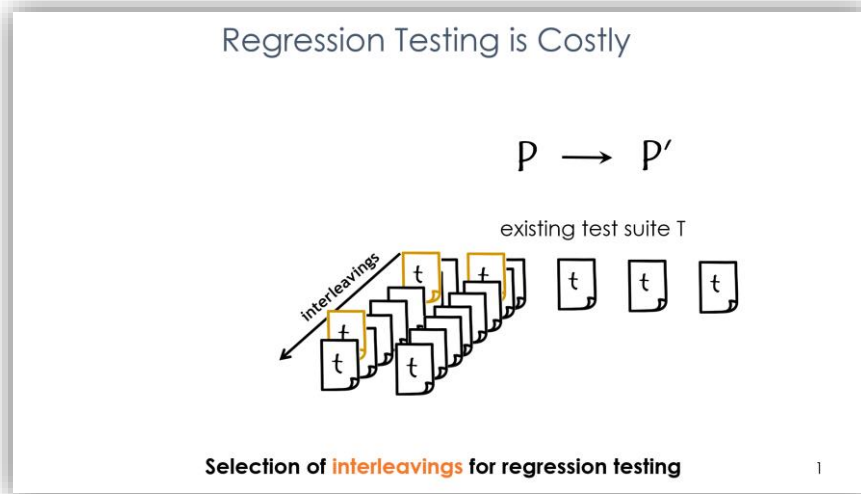 Regression Testing is Costly
P → P′
existing test suite T
interleavings
t t t t t
t
t t
Selection of interleavings for regression testing
1